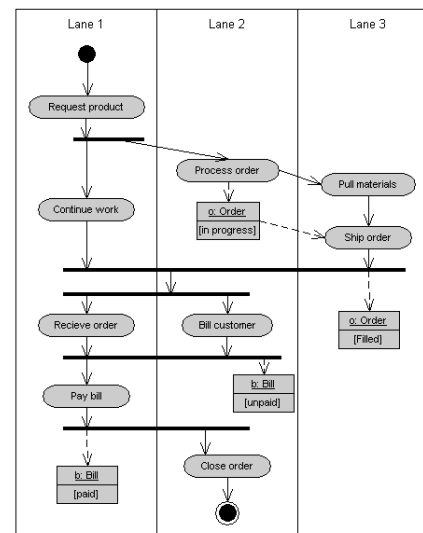 Lane 1
Lane 2
Lane 3
Request product
Process order
Pull materials
Continue work
o: Order
[in progress]
Ship order
Recieve order
Bill customer
o: Order
[Filled]
Pay bill
b: Bill
[unpaid]
b: Bill
[paid]
Close order